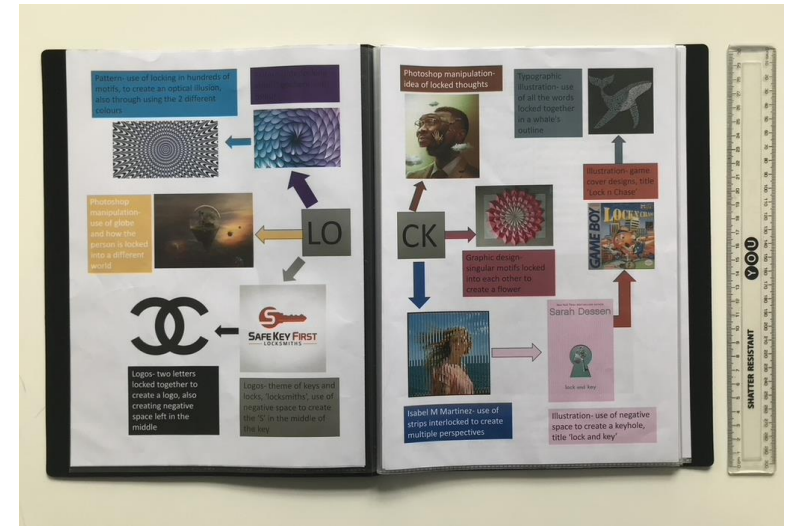 Pattern- use of locking in hundreds of
motifs, to create an optical illusion,
also through using the 2 different
colours
Photoshop
manipulation-
use of globe
and how the
person is locked
into a different
world
LO
SAFE KEY FIRST
LOCKSMITHS
Logos- two letters
locked together to
create a logo, also
creating negative
space left in the
middle
Logos- theme of keys and
locks, 'locksmiths', use of
negative space to create
the 'S' in the middle of
the key
Photoshop manipulation-
idea of locked thoughts
Typographic
illustration- use
of all the words
locked together
in a whale's
outline
Illustration- game
cover designs, title
'Lock n Chase'
CK
GAME BOY
LOCK'N CHASE
Graphic design-
singular motifs locked
into each other to
create a flower
Sarah Dessen
lock and key
Isabel M Martinez- use of
strips interlocked to create
multiple perspectives
Illustration- use of negative
space to create a keyhole,
title 'lock and key'
YOU
SHATTER RESISTANT